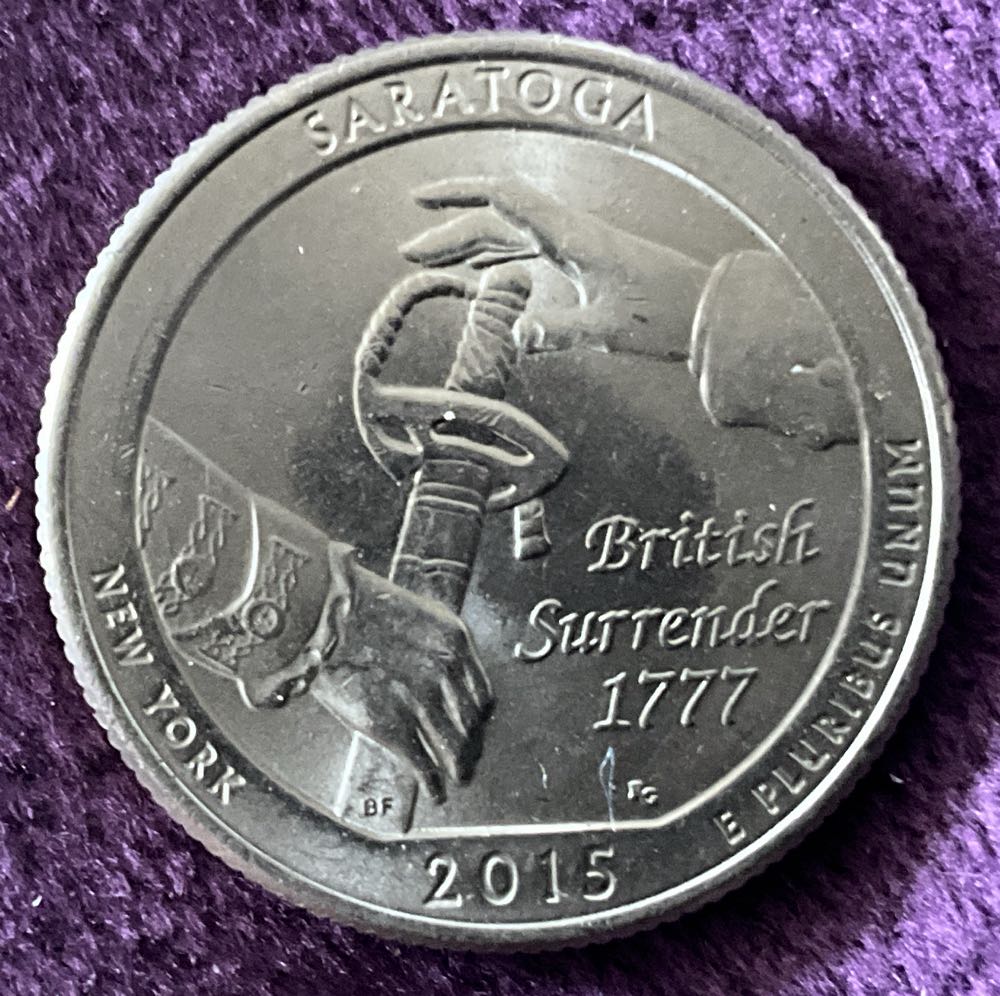 SARATOGA
British
Surrender
1777
NEW YORK
BF
FG
2015
E PLURIBUS UNUM